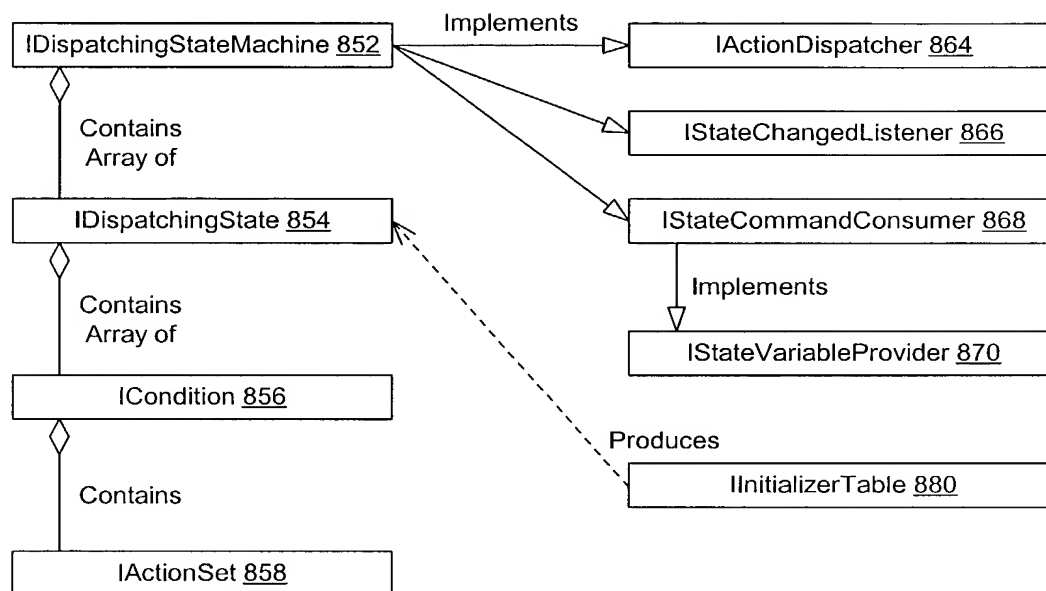 Implements
IDispatchingStateMachine 852
IActionDispatcher 864
Contains
Array of
IStateChangedListener 866
IDispatchingState 854
IStateCommandConsumer 868
Contains
Array of
Implements
IStateVariableProvider 870
ICondition 856
Produces
Contains
IInitializerTable 880
IActionSet 858